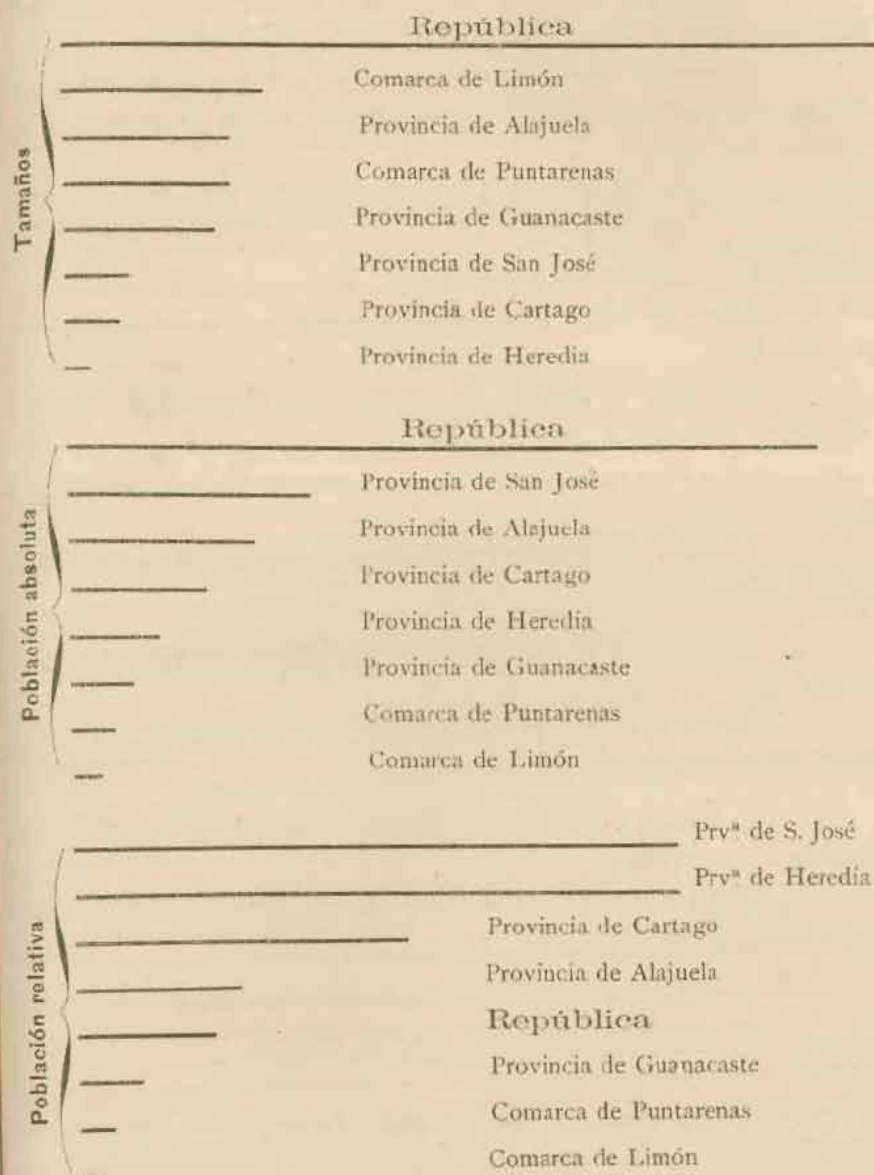 República
Comarca de Limón
Provincia de Alajuela
Comarca de Puntarenas
Provincia de Guanacaste
Provincia de San José
Provincia de Cartago
Provincia de Heredia
Tamaños
República
Provincia de San José
Provincia de Alajuela
Provincia de Cartago
Provincia de Heredia
Provincia de Guanacaste
Comarca de Puntarenas
Comarca de Limón
Población absoluta
Prvª de S. José
Prvª de Heredia
Provincia de Cartago
Provincia de Alajuela
República
Provincia de Guanacaste
Comarca de Puntarenas
Comarca de Limón
Población relativa